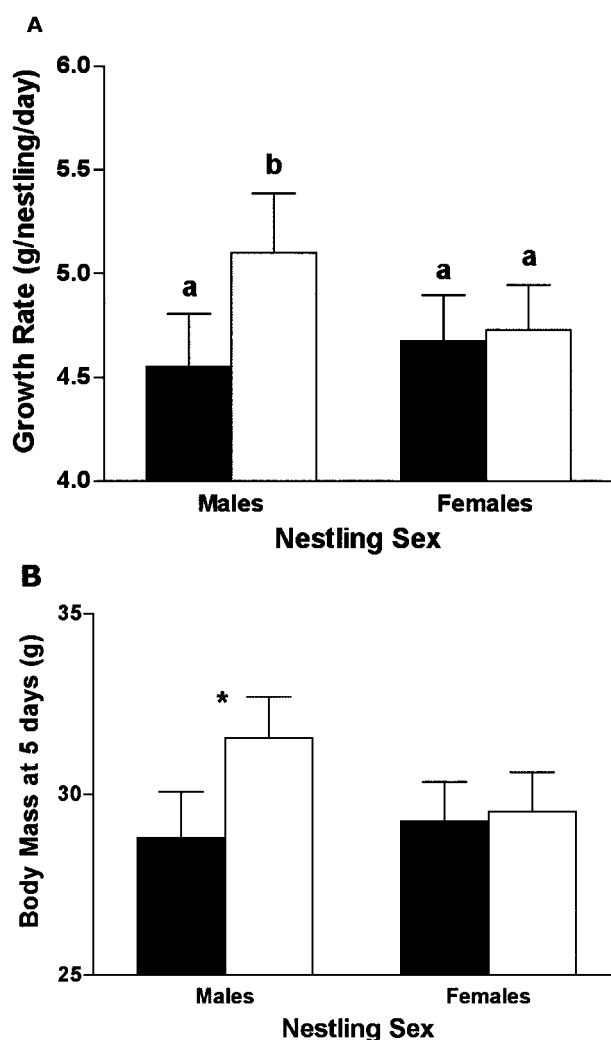 A
Growth Rate (g/nestling/day)
6.0
5.5
5.0
4.5
4.0
a
b
a
a
Males
Females
Nestling Sex
B
Body Mass at 5 days (g)
35
30
25
*
Males
Females
Nestling Sex